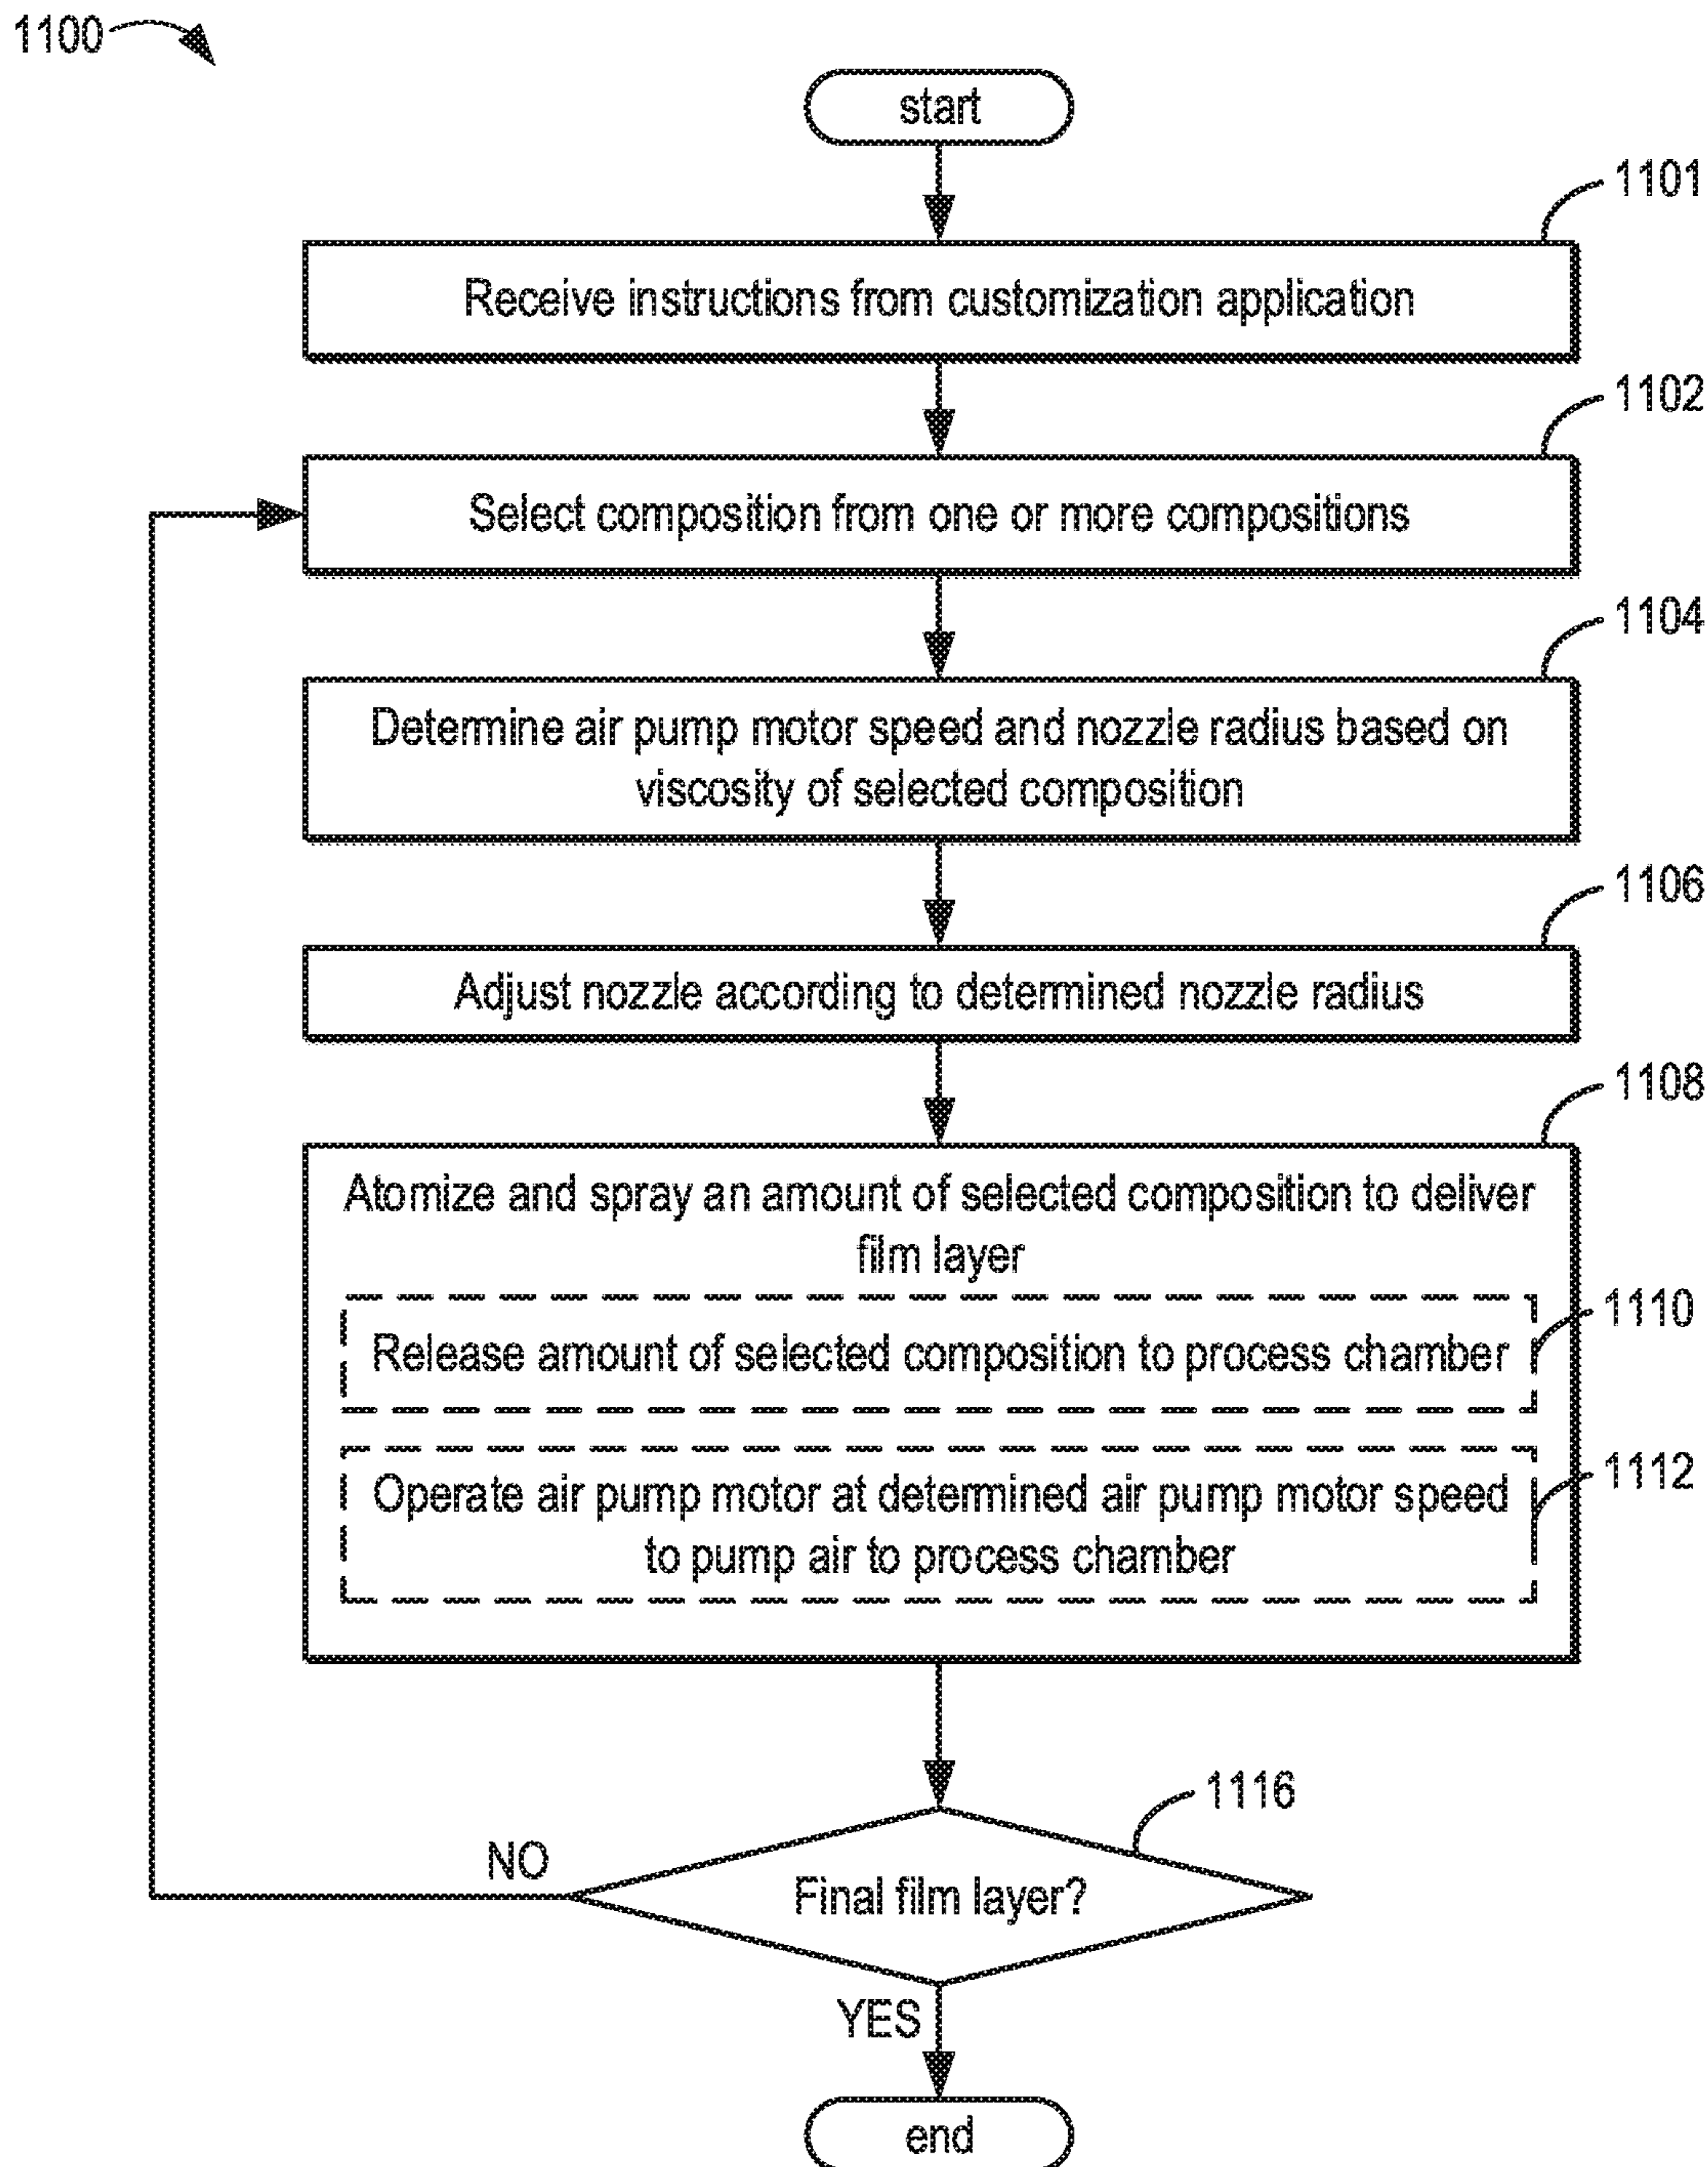 1100
start
1101
Receive instructions from customization application
1102
Select composition from one or more compositions
1104
Determine air pump motor speed and nozzle radius based on
viscosity of selected composition
1106
Adjust nozzle according to determined nozzle radius
1108
Atomize and spray an amount of selected composition to deliver
film layer
1110
Release amount of selected composition to process chamber
1112
Operate air pump motor at determined air pump motor speed
to pump air to process chamber
1116
NO
Final film layer?
YES
end